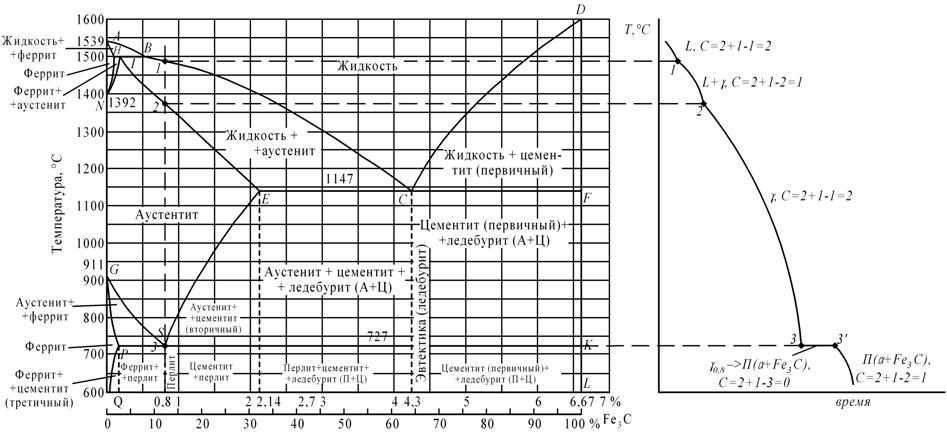 1600
1539
1500
1400
1392
1300
1200
1100
1000
911
900
800
700
600
Температура, °С
A
H
J
B
N
D
E
C
F
G
S
P
K
L
Q
1
2
3
Жидкость+
+феррит
Феррит
Феррит+
+аустенит
Жидкость
Жидкость +
+аустенит
Жидкость + цемен-
тит (первичный)
1147
Аустентит
Цементит (первичный)+
+ледебурит (А+Ц)
Аустенит + цементит +
+ ледебурит (А+Ц)
Эвтектика (ледебурит)
Аустенит+
+феррит
Аустенит+
+цементит
(вторичный)
727
Феррит
Феррит+
+цементит
(третичный)
Феррит+
+перлит
Перлит
Цементит
+перлит
Перлит+цементит+
+ледебурит (П+Ц)
Цементит (первичный)+
+ледебурит (П+Ц)
0,8 1 2 2,14 2,7 3 4 4,3 5 6 6,67 7 %
0 10 20 30 40 50 60 70 80 90 100 % Fe3C
T,°C
L, C=2+1-1=2
1
L+γ, C=2+1-2=1
2
γ, C=2+1-1=2
3
3'
γ0,8–>П(α+Fe3C),
C=2+1-3=0
П(α+Fe3C),
C=2+1-2=1
время